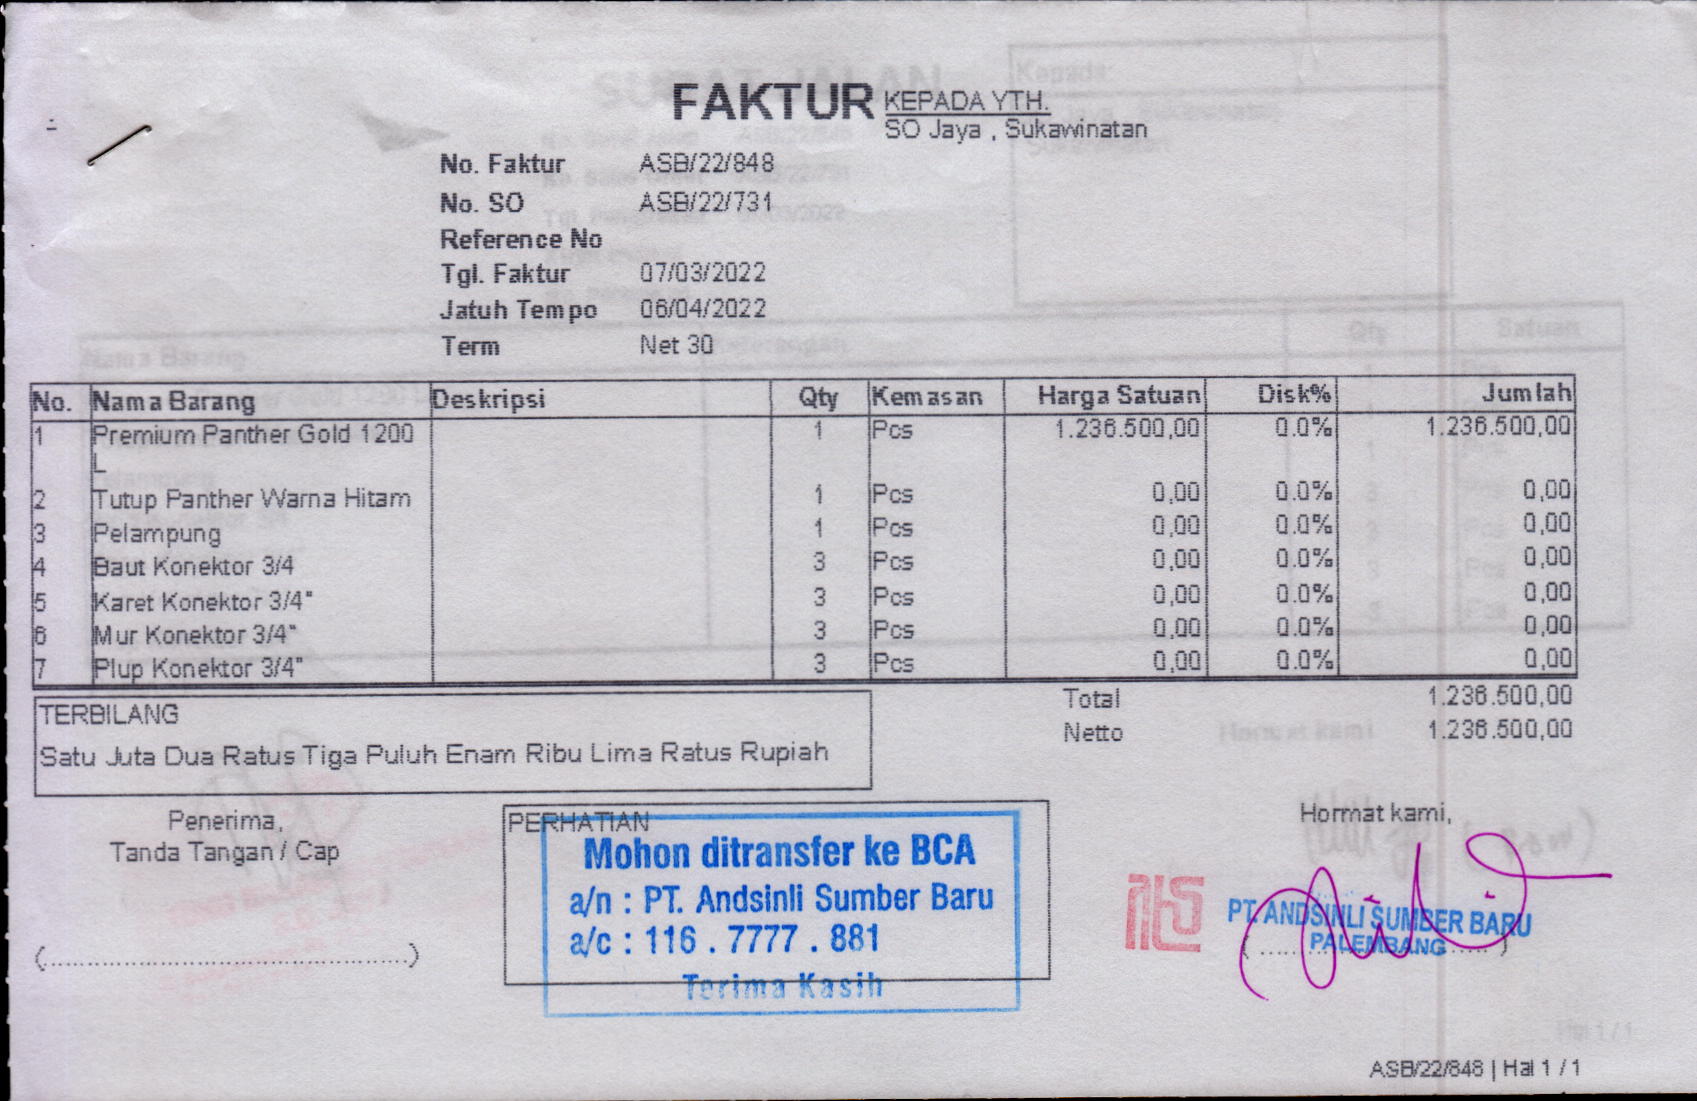 FAKTUR
KEPADA YTH.
SO Jaya , Sukawinatan
No. Faktur ASB/22/848
No. SO ASB/22/731
Reference No
Tgl. Faktur 07/03/2022
Jatuh Tempo 06/04/2022
Term Net 30
No. Nama Barang Deskripsi Qty Kemasan Harga Satuan Disk% Jumlah
1 Premium Panther Gold 1200 1 Pcs 1.236.500,00 0.0% 1.236.500,00
L
2 Tutup Panther Warna Hitam 1 Pcs 0,00 0.0% 0,00
3 Pelampung 1 Pcs 0,00 0.0% 0,00
4 Baut Konektor 3/4 3 Pcs 0,00 0.0% 0,00
5 Karet Konektor 3/4" 3 Pcs 0,00 0.0% 0,00
6 Mur Konektor 3/4" 3 Pcs 0,00 0.0% 0,00
7 Plup Konektor 3/4" 3 Pcs 0,00 0.0% 0,00
Total 1.236.500,00
Netto 1.236.500,00
TERBILANG
Satu Juta Dua Ratus Tiga Puluh Enam Ribu Lima Ratus Rupiah
Penerima,
Tanda Tangan / Cap
(....................................)
PERHATIAN
Mohon ditransfer ke BCA
a/n : PT. Andsinli Sumber Baru
a/c : 116 . 7777 . 881
Terima Kasih
Hormat kami,
PT. ANDSINLI SUMBER BARU
PALEMBANG
ASB/22/848 | Hal 1 / 1